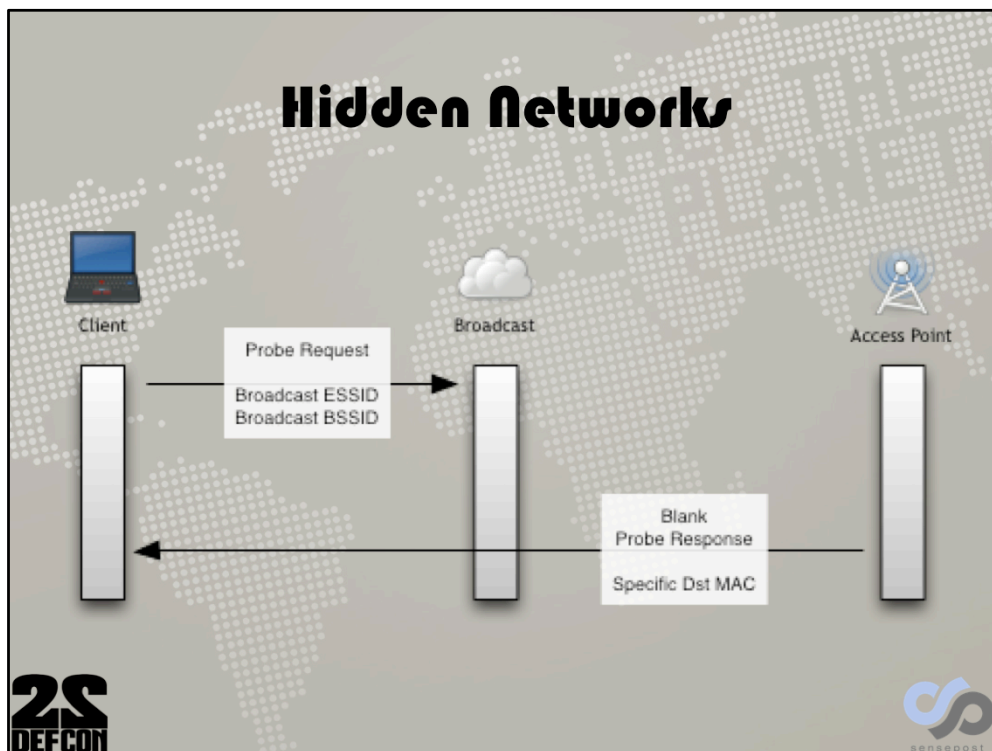 Hidden Networks
Client
Broadcast
Access Point
Probe Request
Broadcast ESSID
Broadcast BSSID
Blank
Probe Response
Specific Dst MAC
DEFCON
sensepost